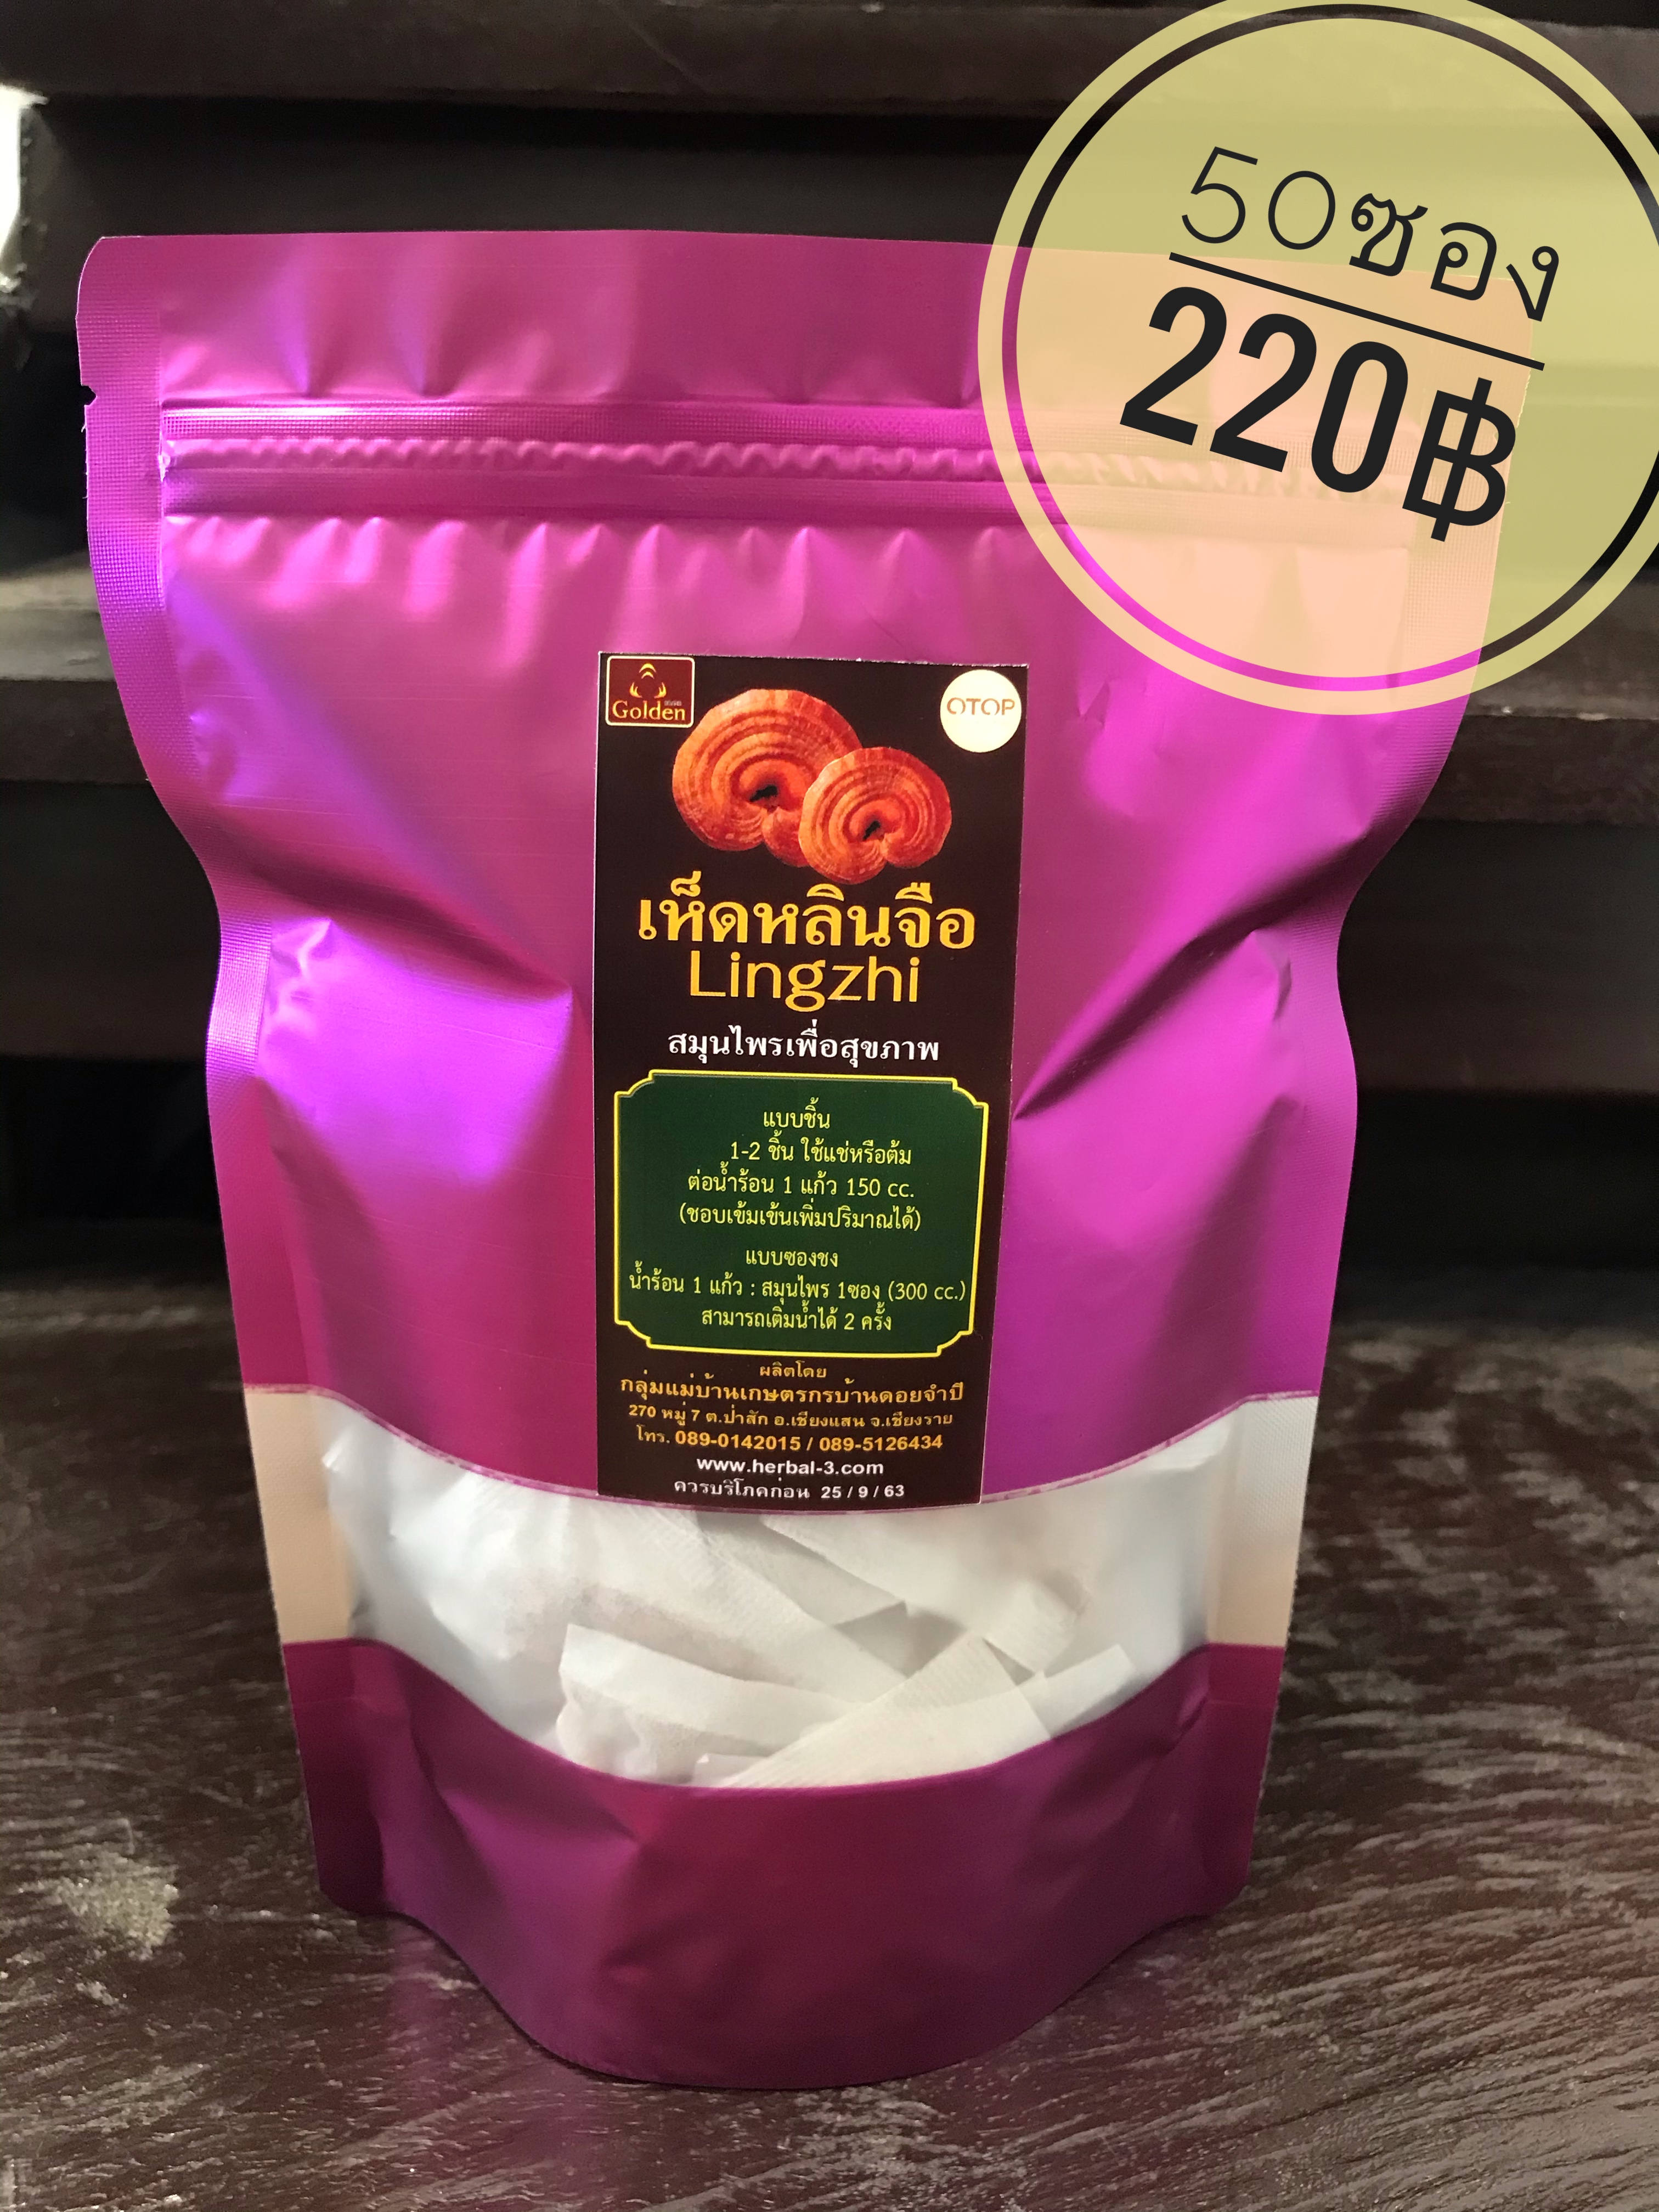 50ซอง
220฿
Golden
OTOP
เห็ดหลินจือ
Lingzhi
สมุนไพรเพื่อสุขภาพ
แบบชิ้น
1-2 ชิ้น ใช้แช่หรือต้ม
ต่อน้ำร้อน 1 แก้ว 150 cc.
(ชอบเข้มเข้นเพิ่มปริมาณได้)
แบบซองชง
น้ำร้อน 1 แก้ว : สมุนไพร 1ซอง (300 cc.)
สามารถเติมน้ำได้ 2 ครั้ง
ผลิตโดย
กลุ่มแม่บ้านเกษตรกรบ้านดอยจำปี
270 หมู่ 7 ต.ป่าสัก อ.เชียงแสน จ.เชียงราย
โทร. 089-0142015 / 089-5126434
www.herbal-3.com
ควรบริโภคก่อน 25 / 9 / 63